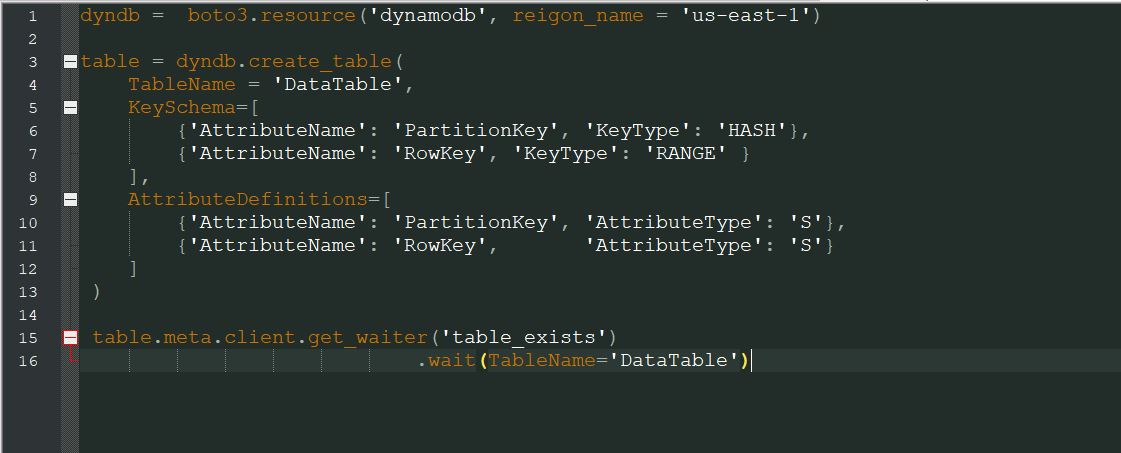 1 dyndb =  boto3.resource('dynamodb', reigon_name = 'us-east-1')
2
3 table = dyndb.create_table(
4     TableName = 'DataTable',
5     KeySchema=[
6         {'AttributeName': 'PartitionKey', 'KeyType': 'HASH'},
7         {'AttributeName': 'RowKey', 'KeyType': 'RANGE' }
8     ],
9     AttributeDefinitions=[
10         {'AttributeName': 'PartitionKey', 'AttributeType': 'S'},
11         {'AttributeName': 'RowKey',       'AttributeType': 'S'}
12     ]
13  )
14
15  table.meta.client.get_waiter('table_exists')
16                             .wait(TableName='DataTable')